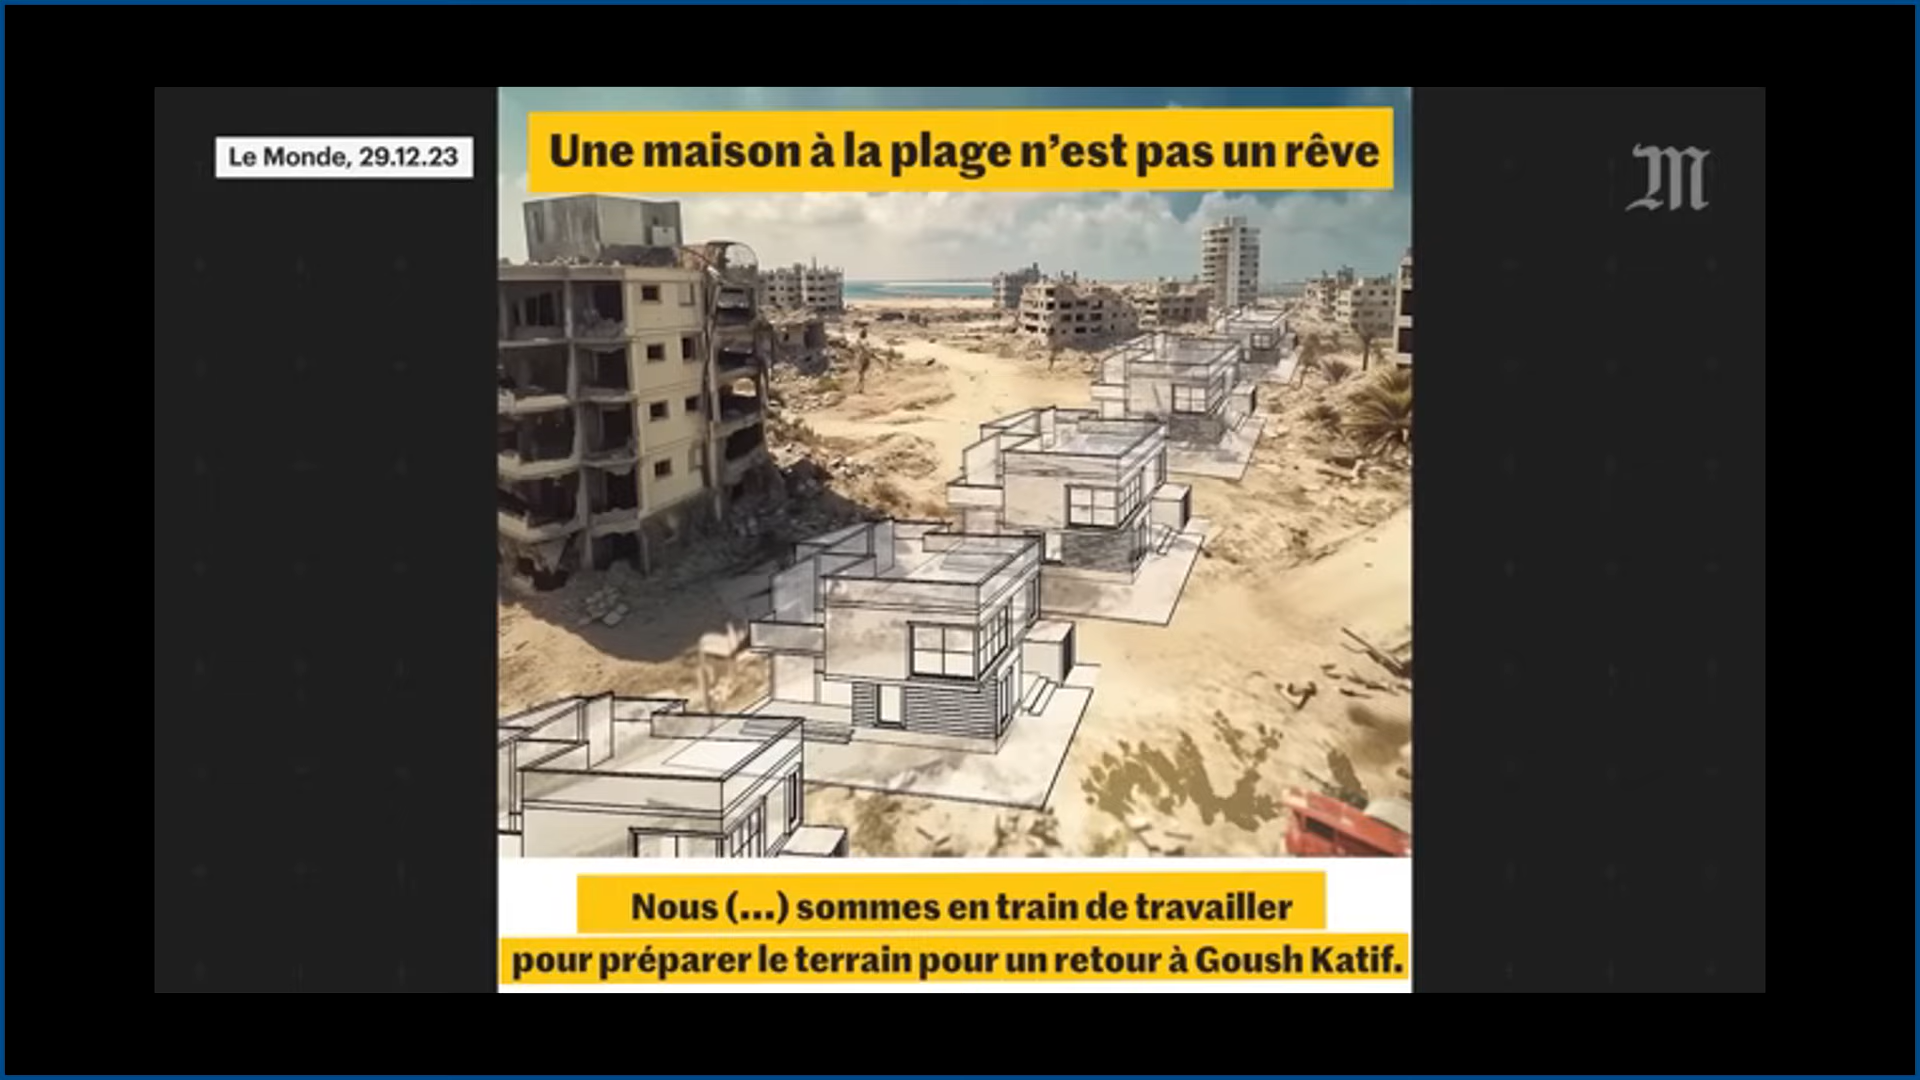 Le Monde, 29.12.23
Une maison à la plage n’est pas un rêve
M
Nous (...) sommes en train de travailler
pour préparer le terrain pour un retour à Goush Katif.